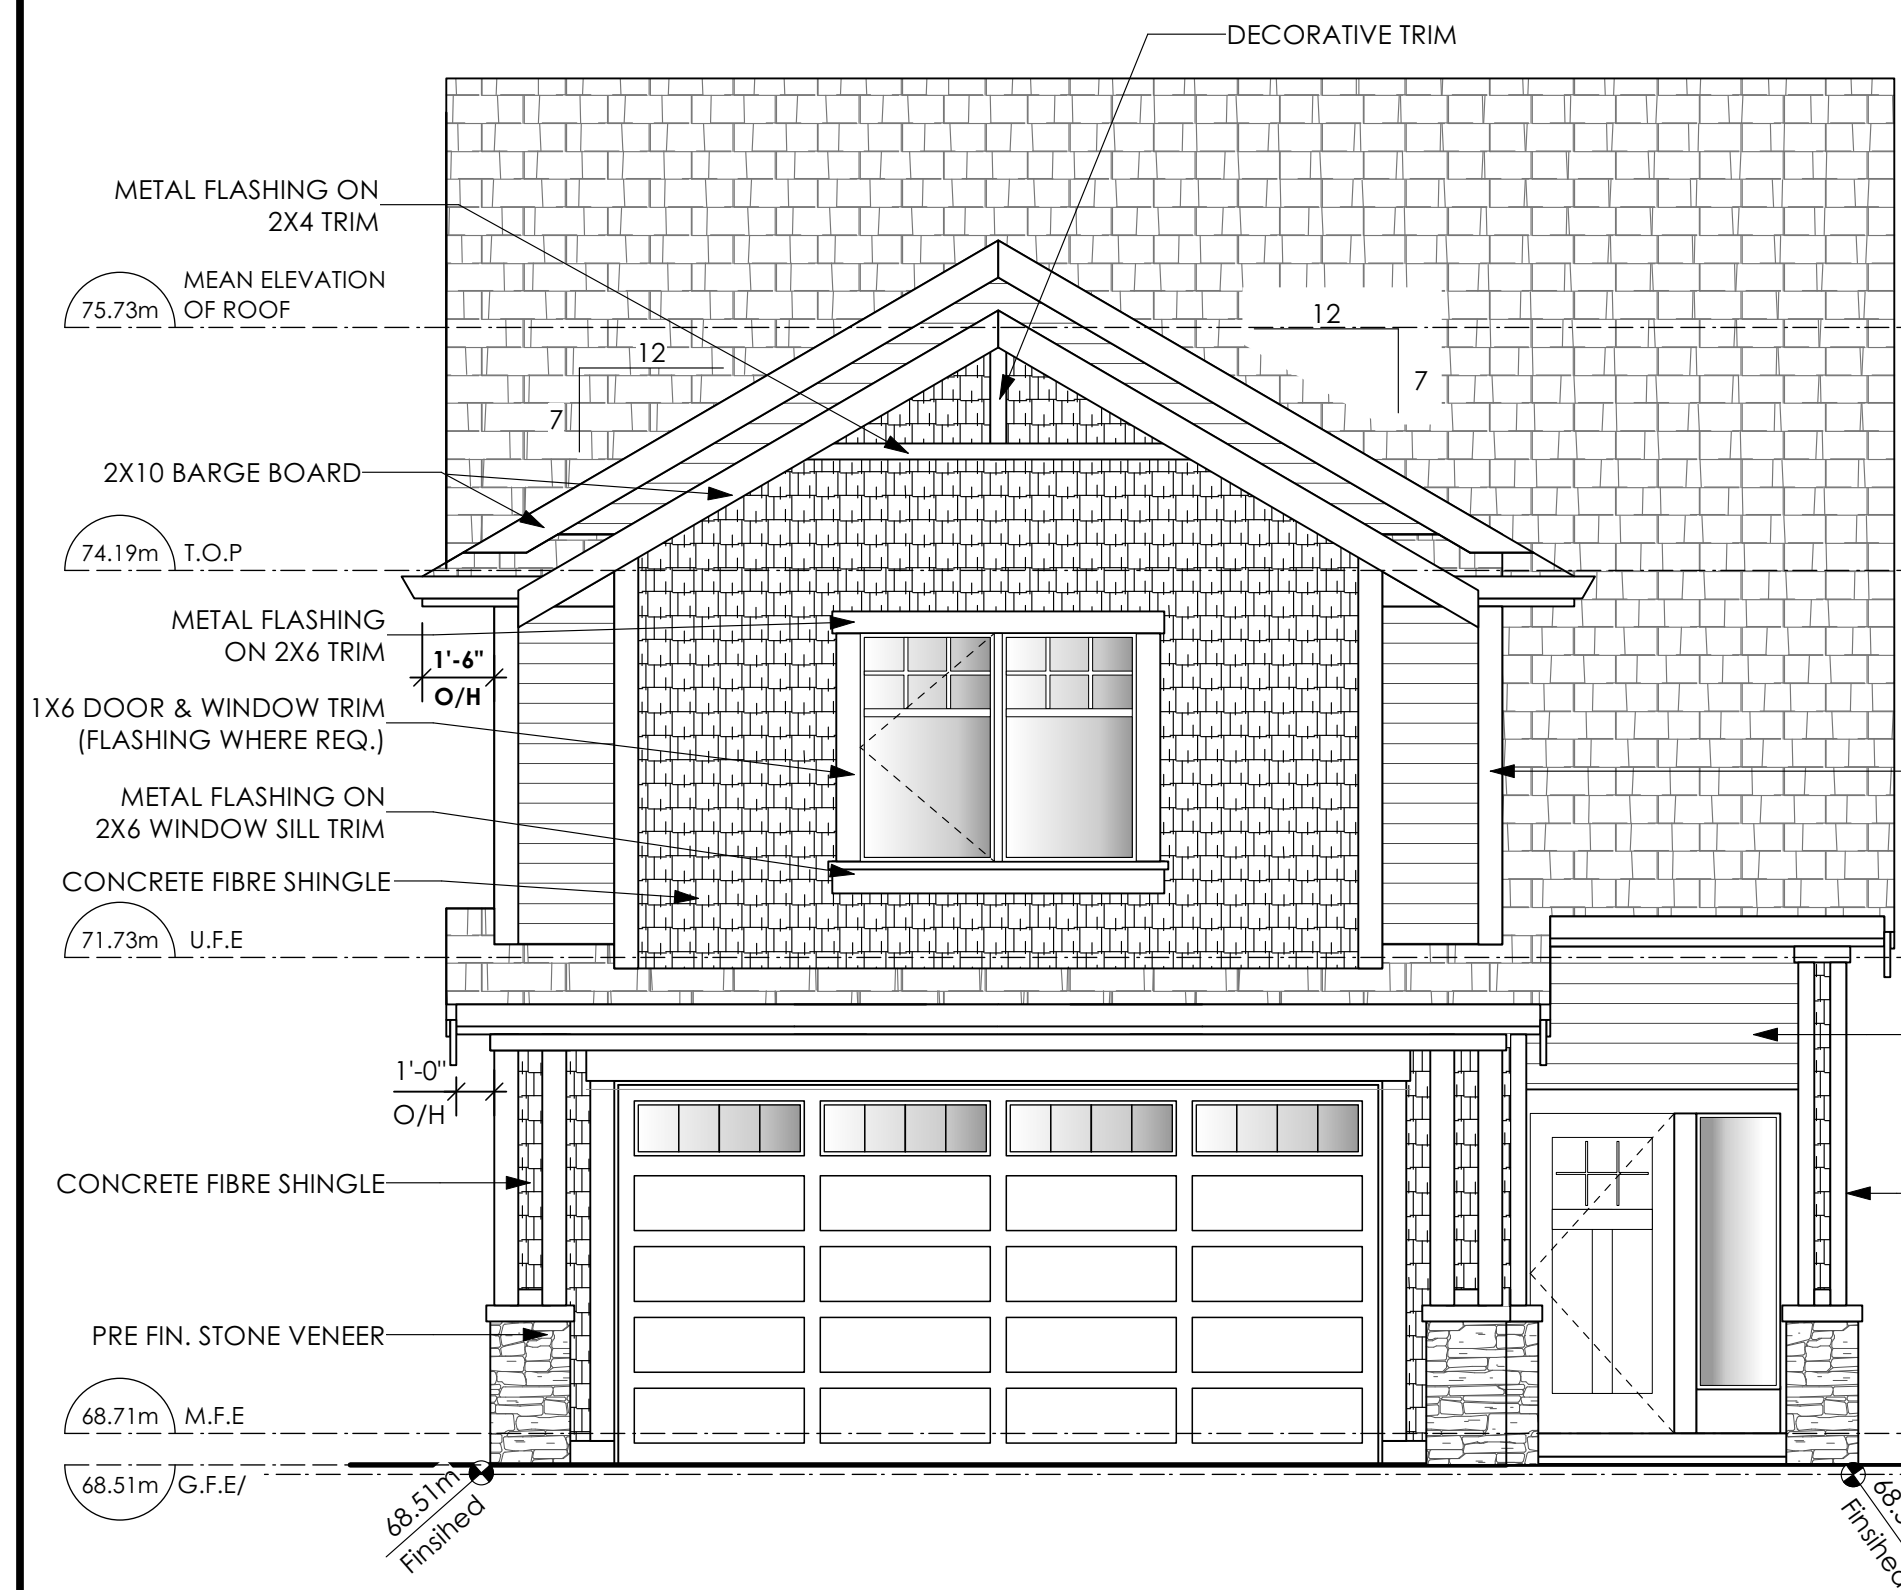 DECORATIVE TRIM
METAL FLASHING ON
2X4 TRIM
MEAN ELEVATION
OF ROOF
75.73m
12
7
12
7
2X10 BARGE BOARD
74.19m
T.O.P
METAL FLASHING
ON 2X6 TRIM
1'-6"
O/H
1X6 DOOR & WINDOW TRIM
(FLASHING WHERE REQ.)
METAL FLASHING ON
2X6 WINDOW SILL TRIM
CONCRETE FIBRE SHINGLE
71.73m
U.F.E
1'-0"
O/H
CONCRETE FIBRE SHINGLE
PRE FIN. STONE VENEER
68.71m
M.F.E
68.51m
G.F.E/
68.51m
Finsihed
Finsihed